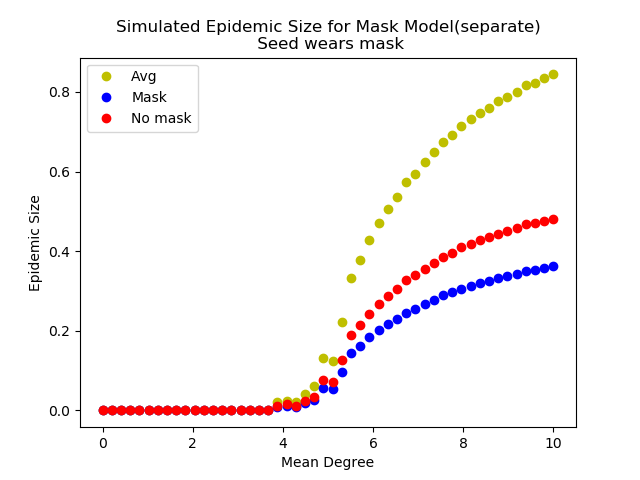 Simulated Epidemic Size for Mask Model(separate)
Seed wears mask
Avg
Mask
No mask
0.8
0.6
0.4
0.2
0.0
Epidemic Size
0 2 4 6 8 10
Mean Degree